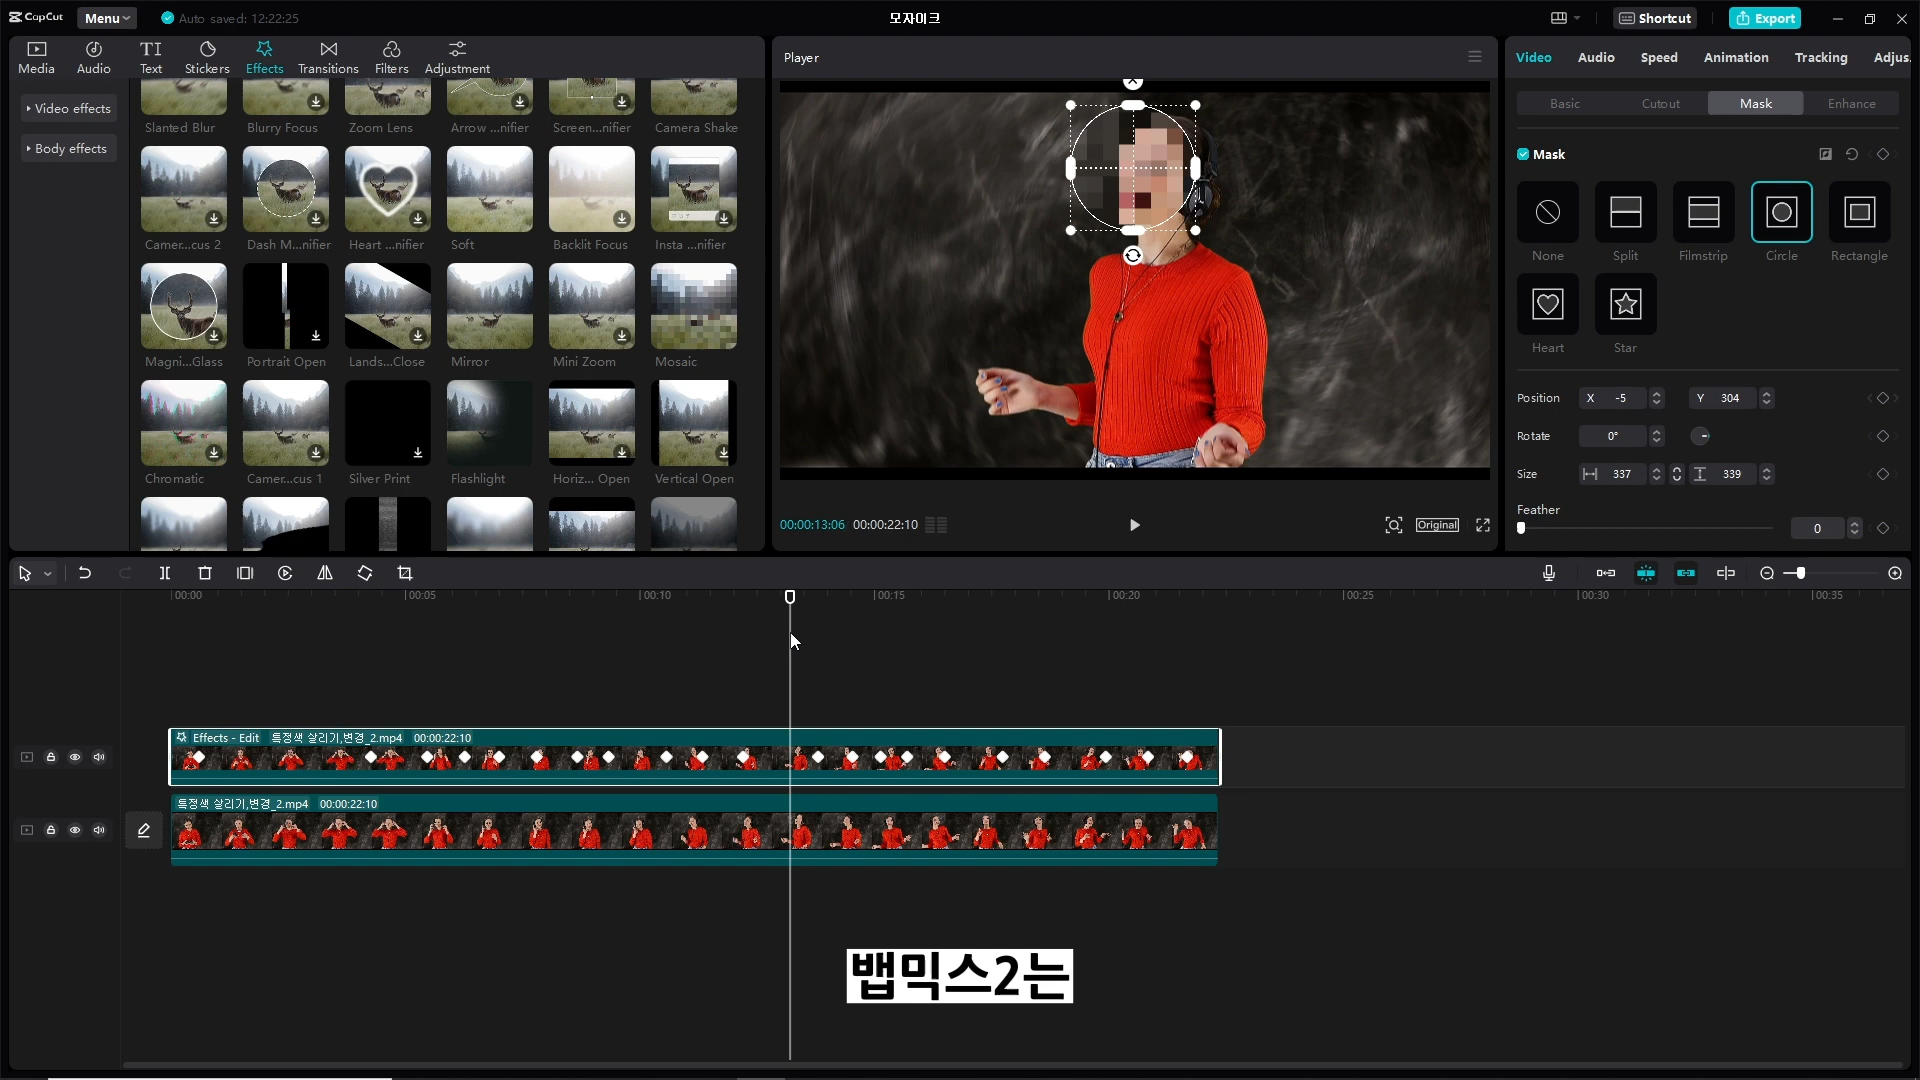 CapCut
Menu
Auto saved: 12:22:25
모자이크
Shortcut
Export
Media
Audio
Text
Stickers
Effects
Transitions
Filters
Adjustment
Video effects
Body effects
Slanted Blur
Blurry Focus
Zoom Lens
Arrow ...nifier
Screen...nifier
Camera Shake
Camer...cus 2
Dash M...nifier
Heart ...nifier
Soft
Backlit Focus
Insta ...nifier
Magni...Glass
Portrait Open
Lands...Close
Mirror
Mini Zoom
Mosaic
Chromatic
Camer...cus 1
Silver Print
Flashlight
Horiz... Open
Vertical Open
Player
00:00:13:06 00:00:22:10
Original
Video
Audio
Speed
Animation
Tracking
Adjus.
Basic
Cutout
Mask
Enhance
Mask
None
Split
Filmstrip
Circle
Rectangle
Heart
Star
Position X -5 Y 304
Rotate 0°
Size 337 339
Feather
0
00:00
00:05
00:10
00:15
00:20
00:25
00:30
00:35
Effects - Edit 특정색 살리기,변경_2.mp4 00:00:22:10
특정색 살리기,변경_2.mp4 00:00:22:10
뱁믹스2는